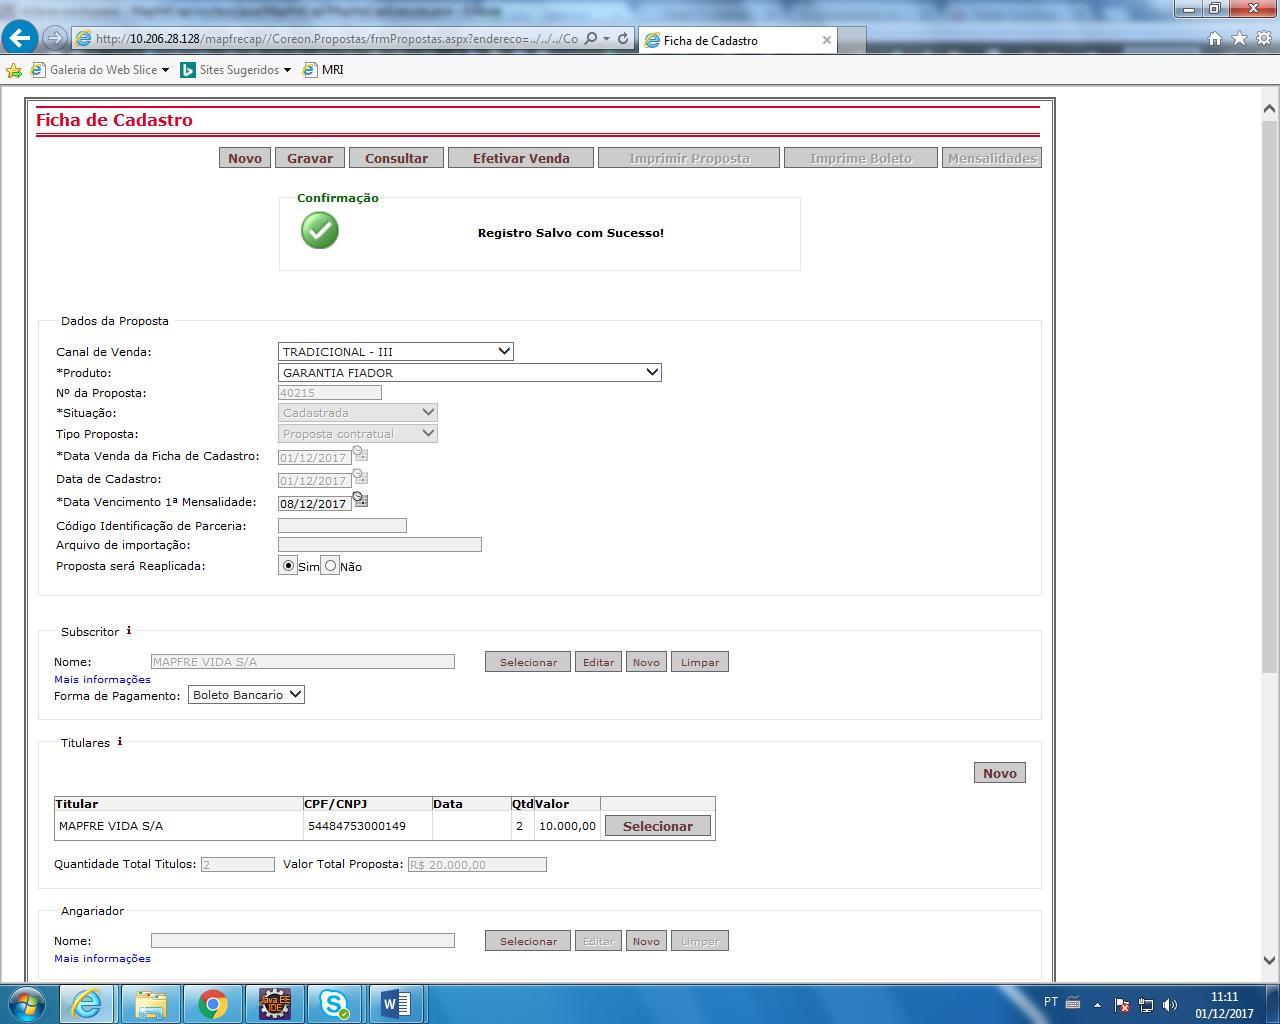 http://10.206.28.128/mapfrecap//Coreon.Propostas/frmPropostas.aspx?endereco=../../../Co
Ficha de Cadastro
Galeria do Web Slice
Sites Sugeridos
MRI
Ficha de Cadastro
Novo Gravar Consultar Efetivar Venda Imprimir Proposta Imprime Boleto Mensalidades
Confirmação
Registro Salvo com Sucesso!
Dados da Proposta
Canal de Venda: TRADICIONAL - III
*Produto: GARANTIA FIADOR
Nº da Proposta: 40215
*Situação: Cadastrada
Tipo Proposta: Proposta contratual
*Data Venda da Ficha de Cadastro: 01/12/2017
Data de Cadastro: 01/12/2017
*Data Vencimento 1ª Mensalidade: 08/12/2017
Código Identificação de Parceria:
Arquivo de importação:
Proposta será Reaplicada: Sim Não
Subscritor i
Nome: MAPFRE VIDA S/A Selecionar Editar Novo Limpar
Mais informações
Forma de Pagamento: Boleto Bancario
Titulares i
Novo
Titular CPF/CNPJ Data Qtd Valor
MAPFRE VIDA S/A 54484753000149 2 10.000,00 Selecionar
Quantidade Total Titulos: 2 Valor Total Proposta: R$ 20.000,00
Angariador
Nome: Selecionar Editar Novo Limpar
Mais informações
Java EE
IDE
PT
11:11
01/12/2017